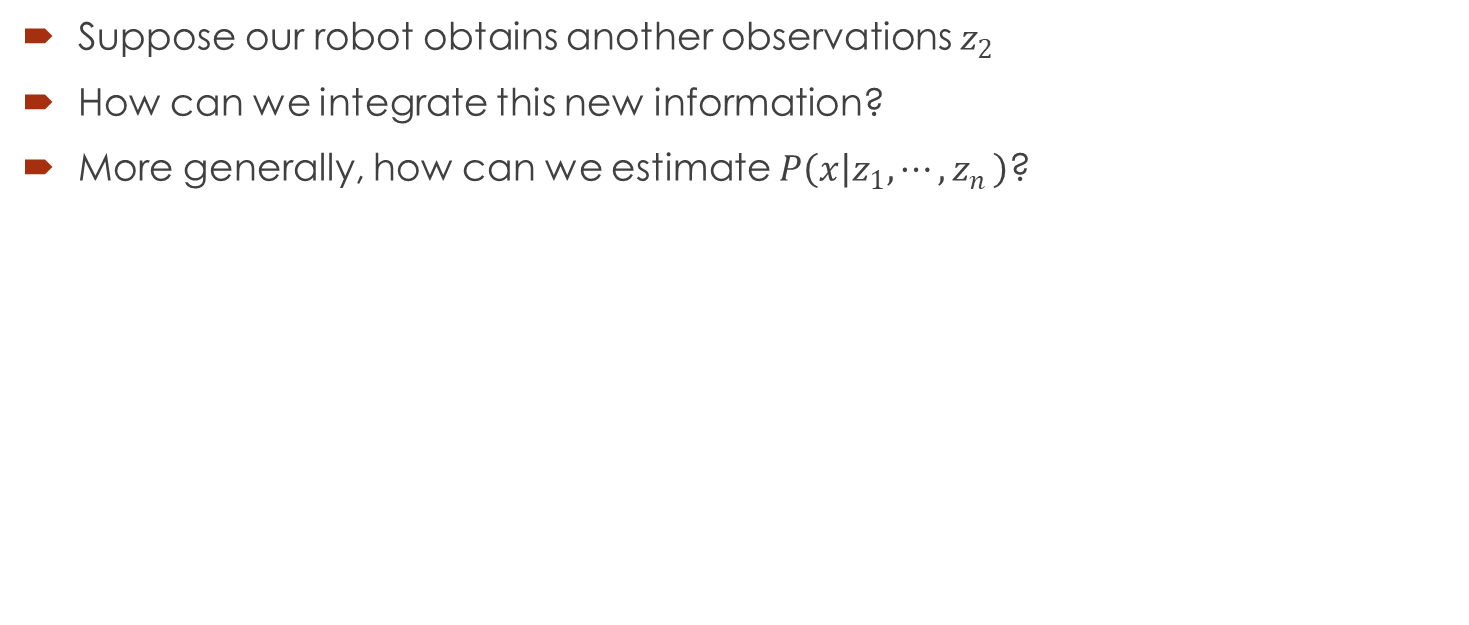 Suppose our robot obtains another observations z₂
How can we integrate this new information?
More generally, how can we estimate P(x|z₁, ⋯ , zₙ )?